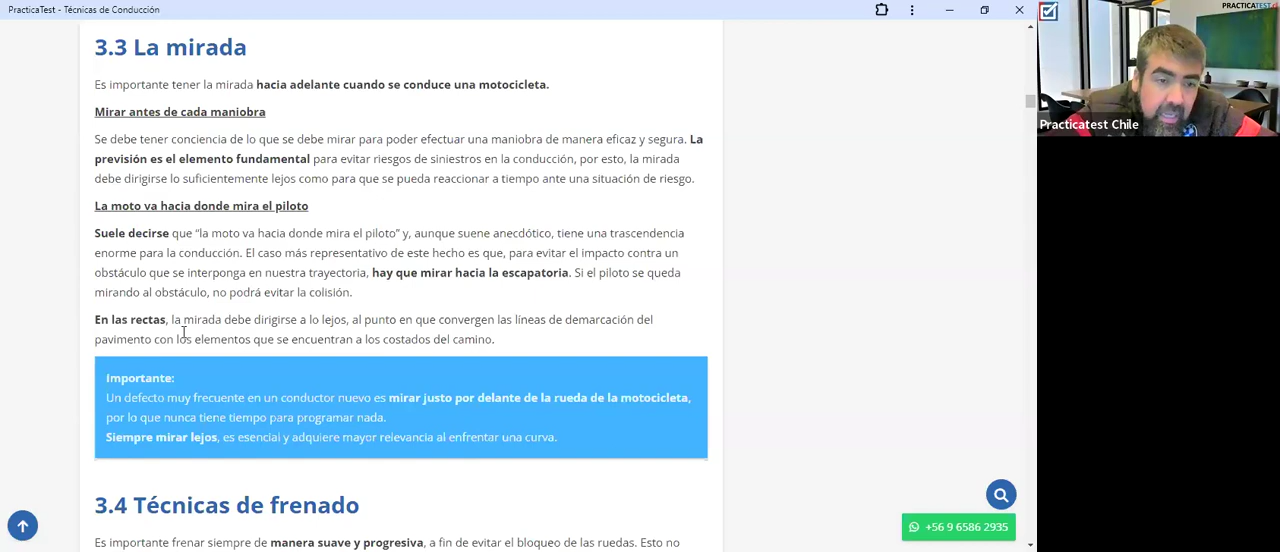 PracticaTest - Técnicas de Conducción
PRACTICATEST
3.3 La mirada
Es importante tener la mirada hacia adelante cuando se conduce una motocicleta.
Practicatest Chile
Mirar antes de cada maniobra
Se debe tener conciencia de lo que se debe mirar para poder efectuar una maniobra de manera eficaz y segura. La
previsión es el elemento fundamental para evitar riesgos de siniestros en la conducción, por esto, la mirada
debe dirigirse lo suficientemente lejos como para que se pueda reaccionar a tiempo ante una situación de riesgo.
La moto va hacia donde mira el piloto
Suele decirse que “la moto va hacia donde mira el piloto” y, aunque suene anecdótico, tiene una trascendencia
enorme para la conducción. El caso más representativo de este hecho es que, para evitar el impacto contra un
obstáculo que se interponga en nuestra trayectoria, hay que mirar hacia la escapatoria. Si el piloto se queda
mirando al obstáculo, no podrá evitar la colisión.
En las rectas, la mirada debe dirigirse a lo lejos, al punto en que convergen las líneas de demarcación del
pavimento con los elementos que se encuentran a los costados del camino.
Importante:
Un defecto muy frecuente en un conductor nuevo es mirar justo por delante de la rueda de la motocicleta,
por lo que nunca tiene tiempo para programar nada.
Siempre mirar lejos, es esencial y adquiere mayor relevancia al enfrentar una curva.
3.4 Técnicas de frenado
+56 9 6586 2935
Es importante frenar siempre de manera suave y progresiva, a fin de evitar el bloqueo de las ruedas. Esto no